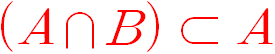 (A ∩ B) ⊂ A